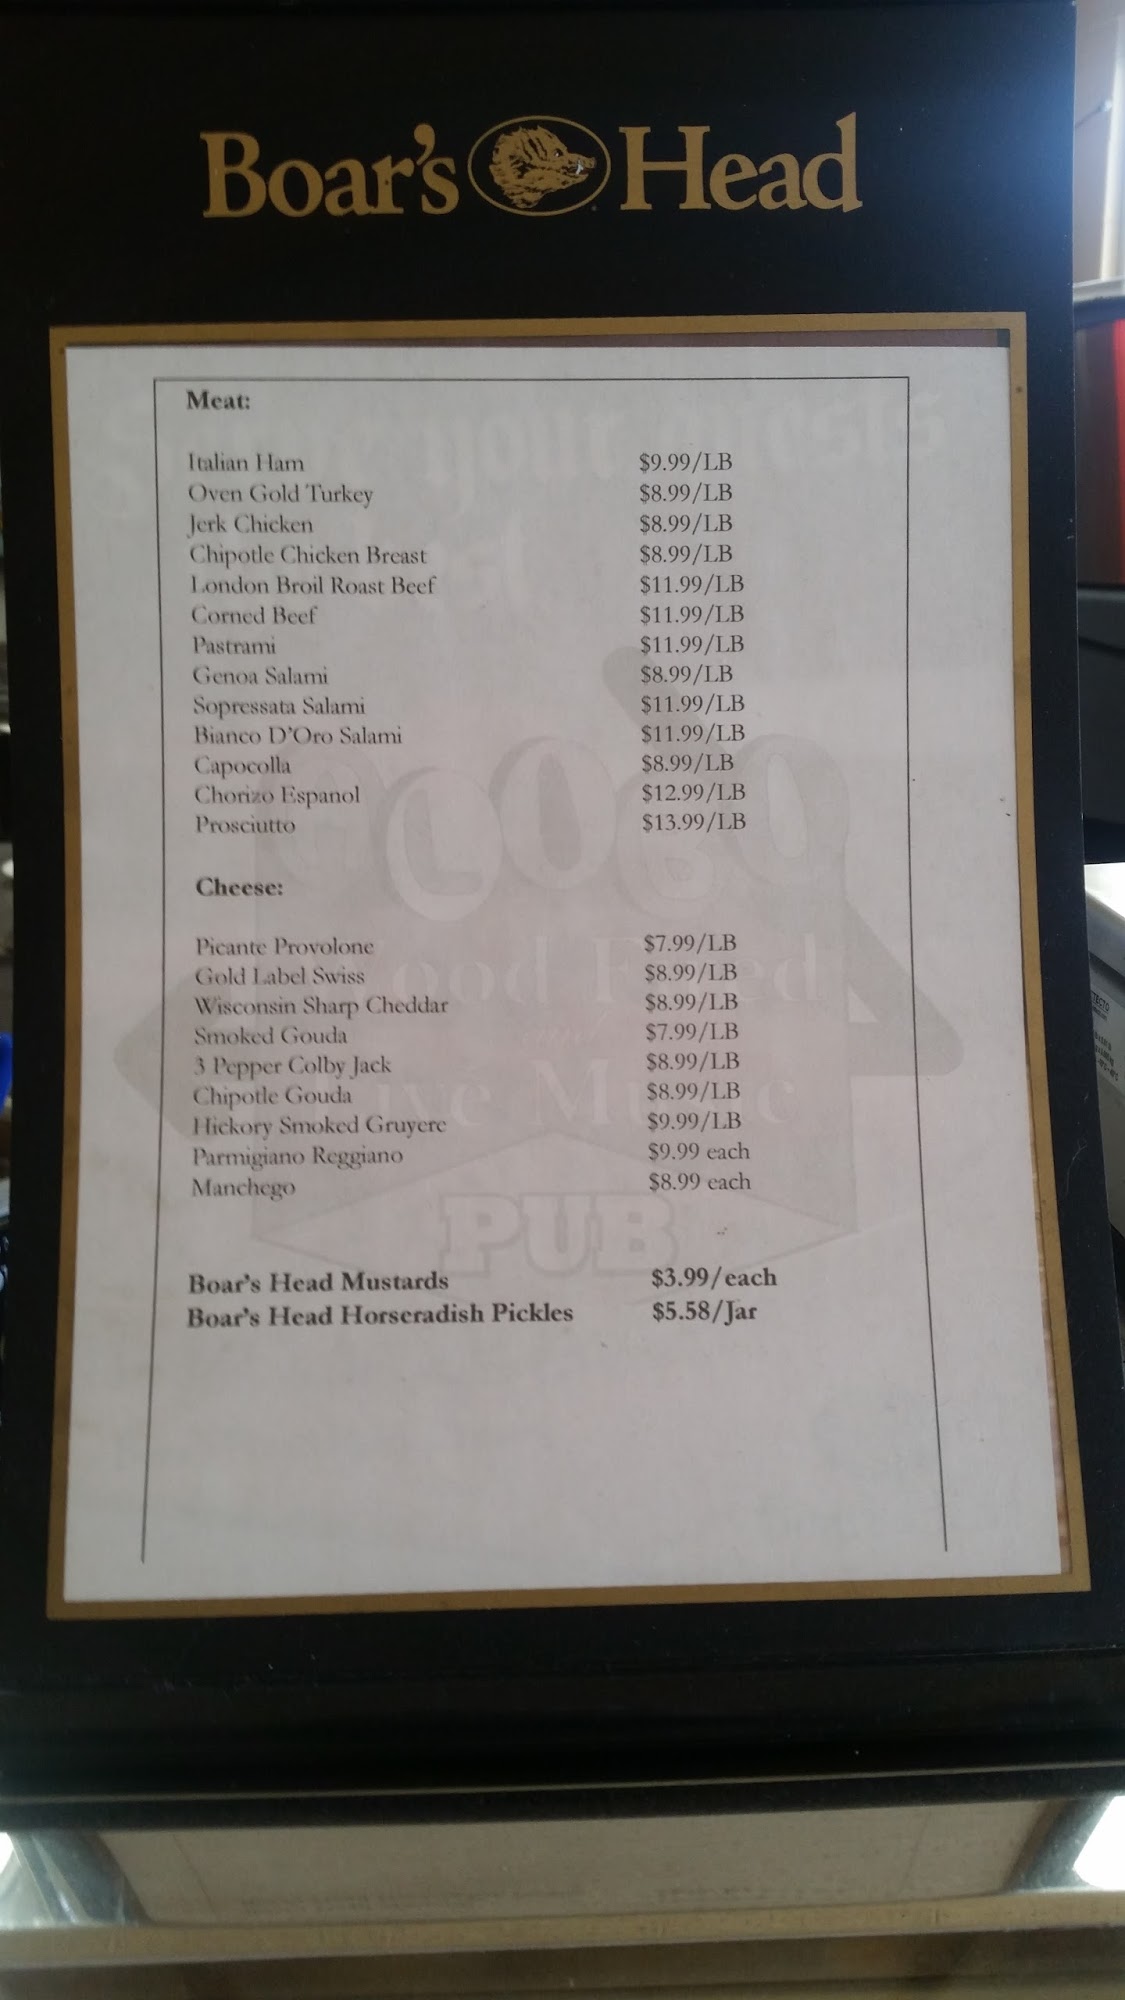 Boar's Head
Meat:
Italian Ham $9.99/LB
Oven Gold Turkey $8.99/LB
Jerk Chicken $8.99/LB
Chipotle Chicken Breast $8.99/LB
London Broil Roast Beef $11.99/LB
Corned Beef $11.99/LB
Pastrami $11.99/LB
Genoa Salami $8.99/LB
Sopressata Salami $11.99/LB
Bianco D'Oro Salami $11.99/LB
Capocolla $8.99/LB
Chorizo Espanol $12.99/LB
Prosciutto $13.99/LB
Cheese:
Picante Provolone $7.99/LB
Gold Label Swiss $8.99/LB
Wisconsin Sharp Cheddar $8.99/LB
Smoked Gouda $7.99/LB
3 Pepper Colby Jack $8.99/LB
Chipotle Gouda $8.99/LB
Hickory Smoked Gruyere $9.99/LB
Parmigiano Reggiano $9.99 each
Manchego $8.99 each
PUB
Boar's Head Mustards $3.99/each
Boar's Head Horseradish Pickles $5.58/Jar